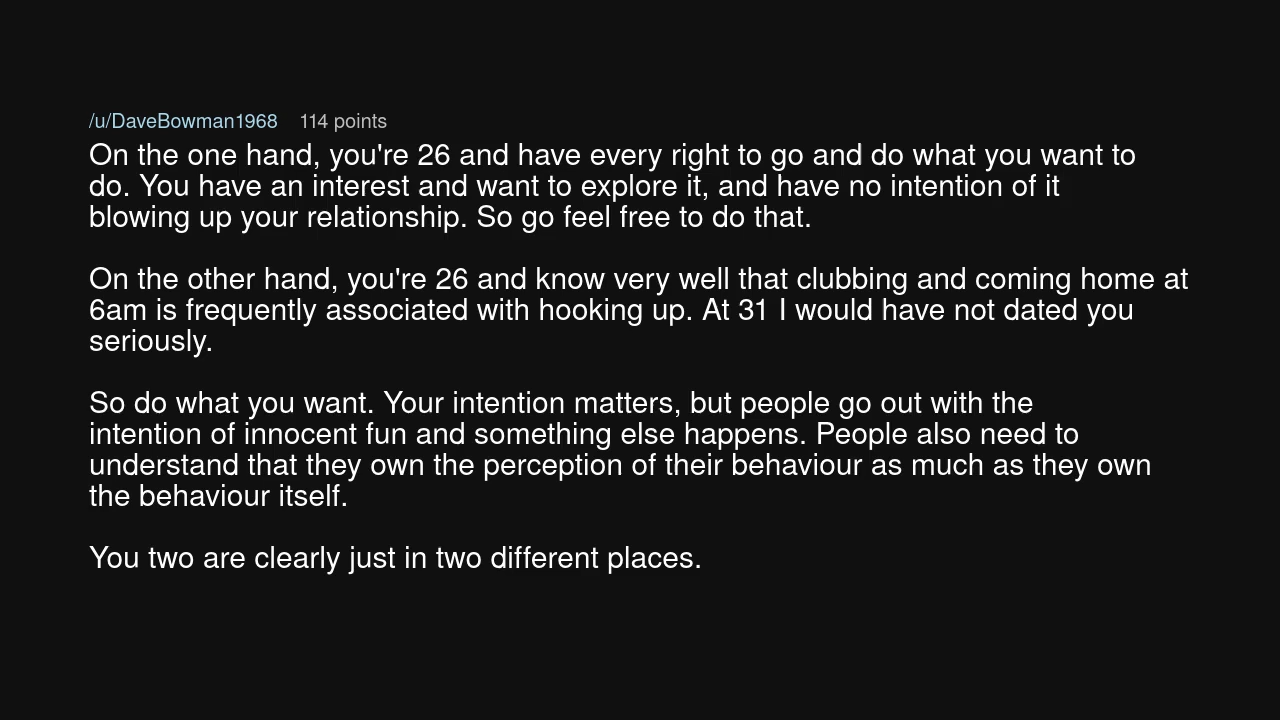 /u/DaveBowman1968 114 points
On the one hand, you're 26 and have every right to go and do what you want to
do. You have an interest and want to explore it, and have no intention of it
blowing up your relationship. So go feel free to do that.
On the other hand, you're 26 and know very well that clubbing and coming home at
6am is frequently associated with hooking up. At 31 I would have not dated you
seriously.
So do what you want. Your intention matters, but people go out with the
intention of innocent fun and something else happens. People also need to
understand that they own the perception of their behaviour as much as they own
the behaviour itself.
You two are clearly just in two different places.